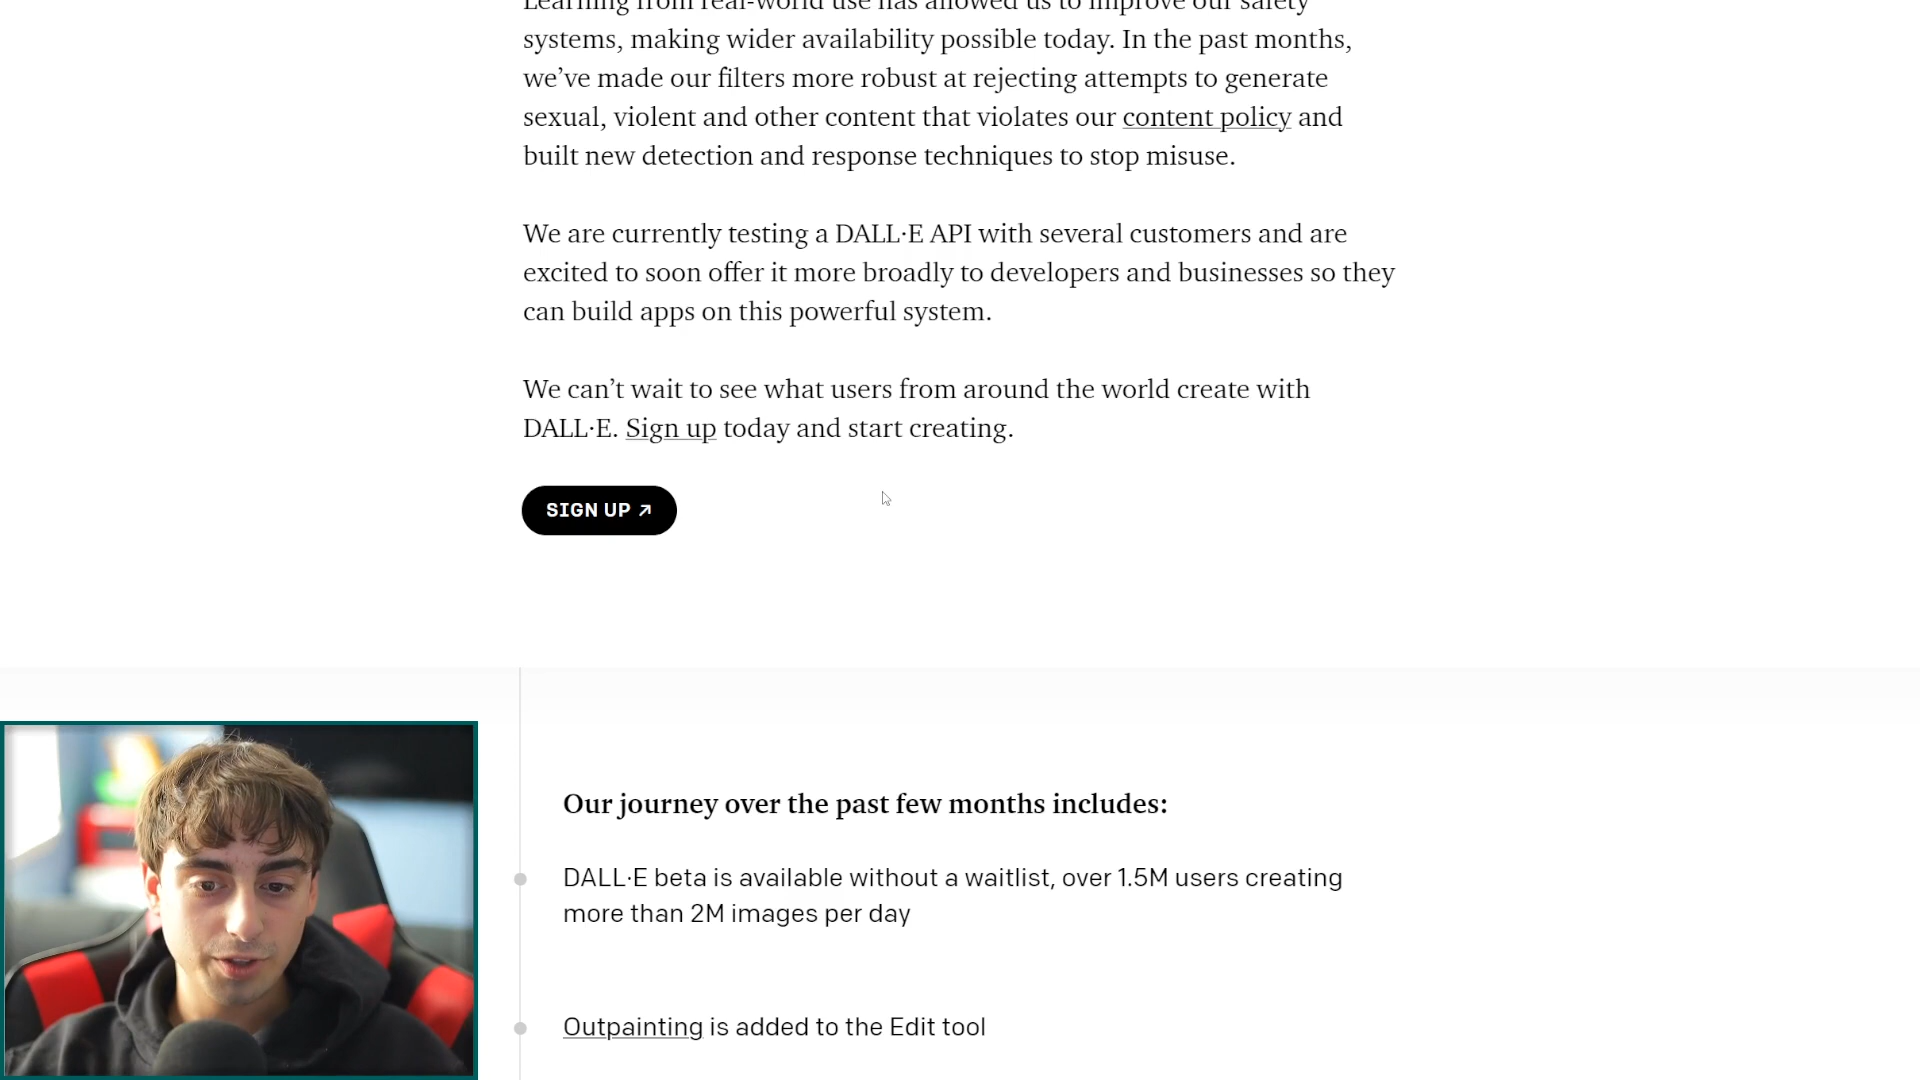 Learning from real-world use has allowed us to improve our safety
systems, making wider availability possible today. In the past months,
we’ve made our filters more robust at rejecting attempts to generate
sexual, violent and other content that violates our content policy and
built new detection and response techniques to stop misuse.
We are currently testing a DALL·E API with several customers and are
excited to soon offer it more broadly to developers and businesses so they
can build apps on this powerful system.
We can’t wait to see what users from around the world create with
DALL·E. Sign up today and start creating.
SIGN UP ↗
Our journey over the past few months includes:
DALL·E beta is available without a waitlist, over 1.5M users creating
more than 2M images per day
Outpainting is added to the Edit tool